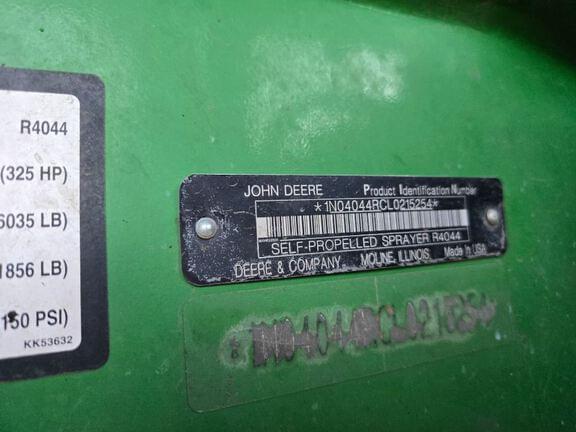 R4044
(325 HP)
6035 LB)
1856 LB)
150 PSI)
KK53632
JOHN DEERE Product Identification Number
*1N04044RCL0215254*
SELF-PROPELLED SPRAYER R4044
DEERE & COMPANY MOLINE, ILLINOIS Made in USA